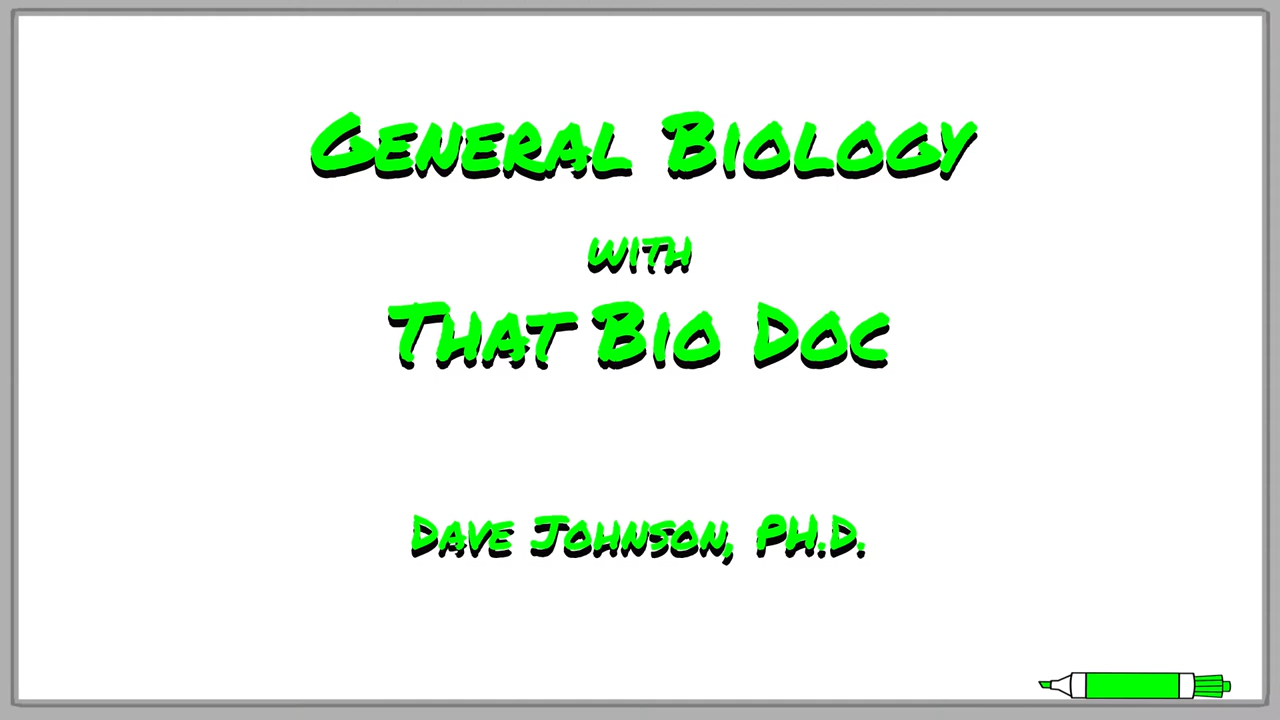 General Biology
with
That Bio Doc
Dave Johnson, PH.D.